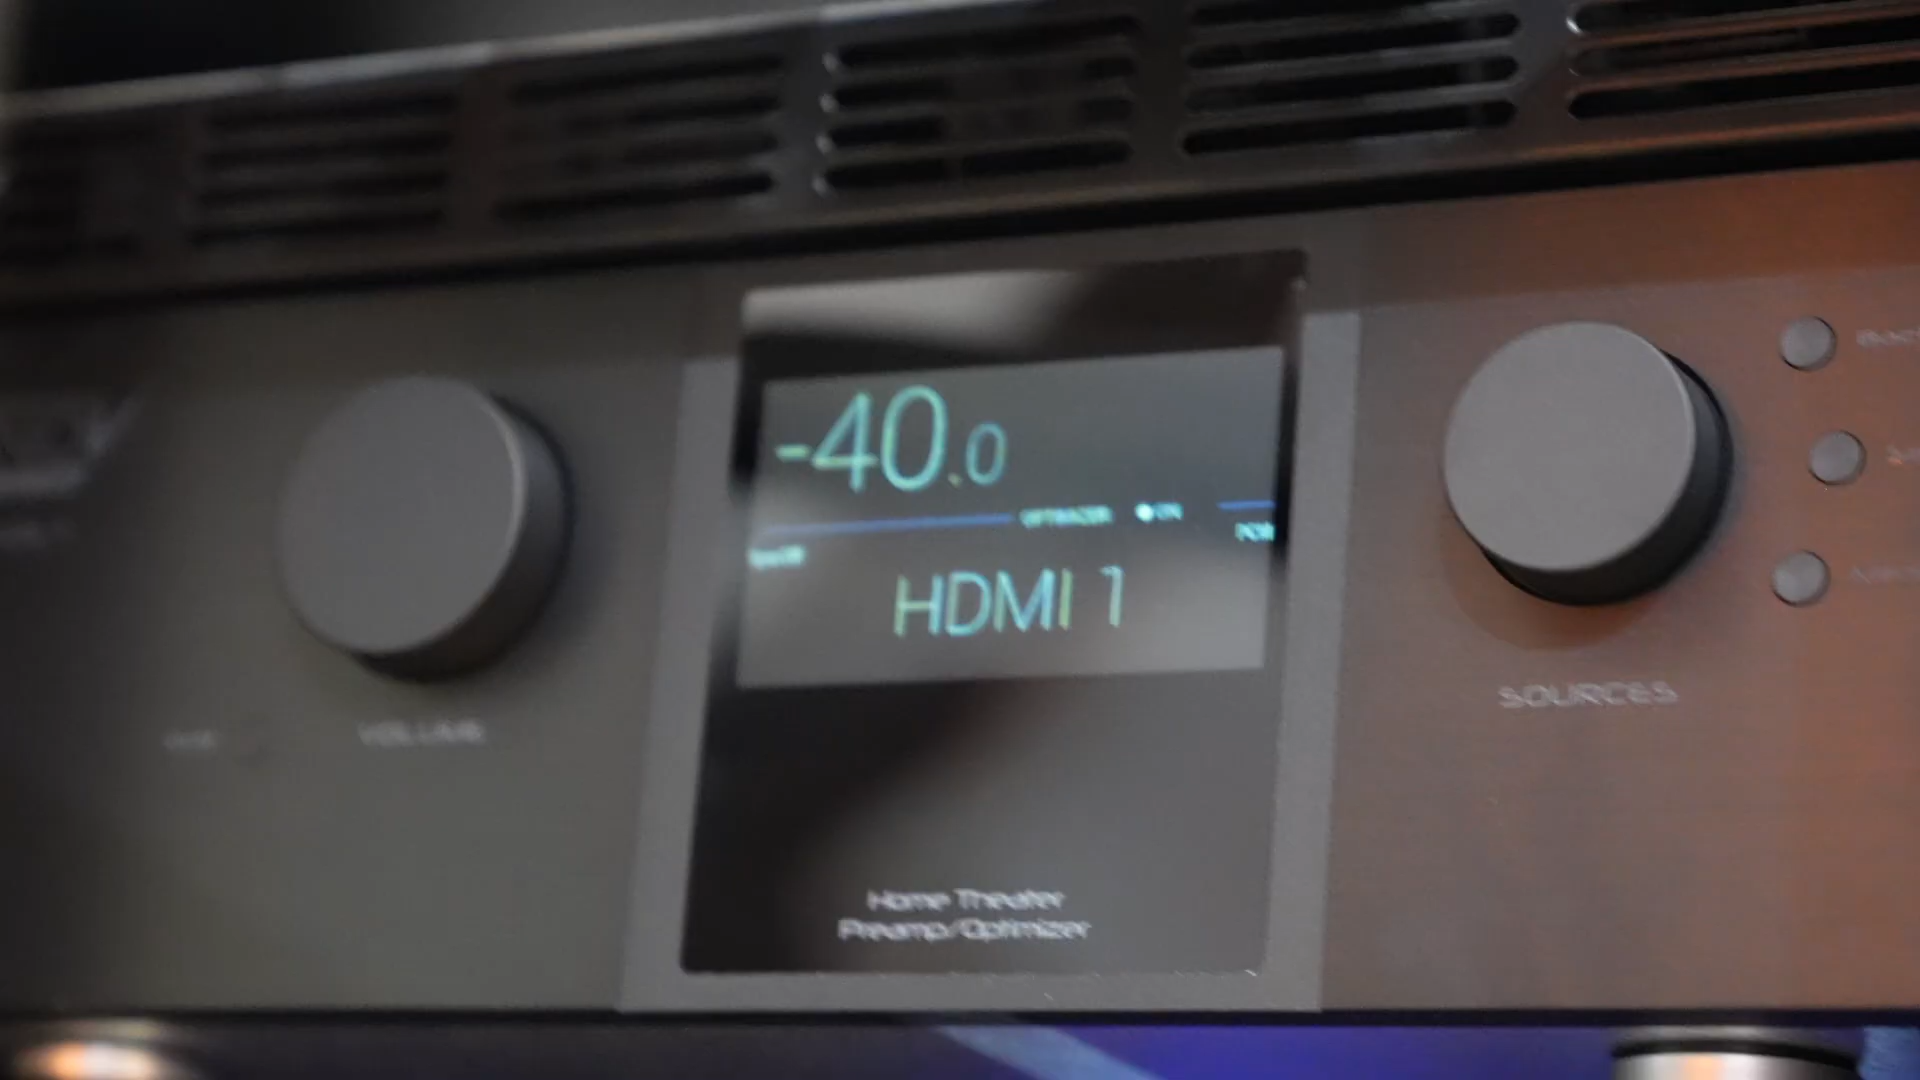 -40.0
OPTIMIZER ON
HDMI 1
VOLUME
SOURCES
Home Theater
Preamp/Optimizer